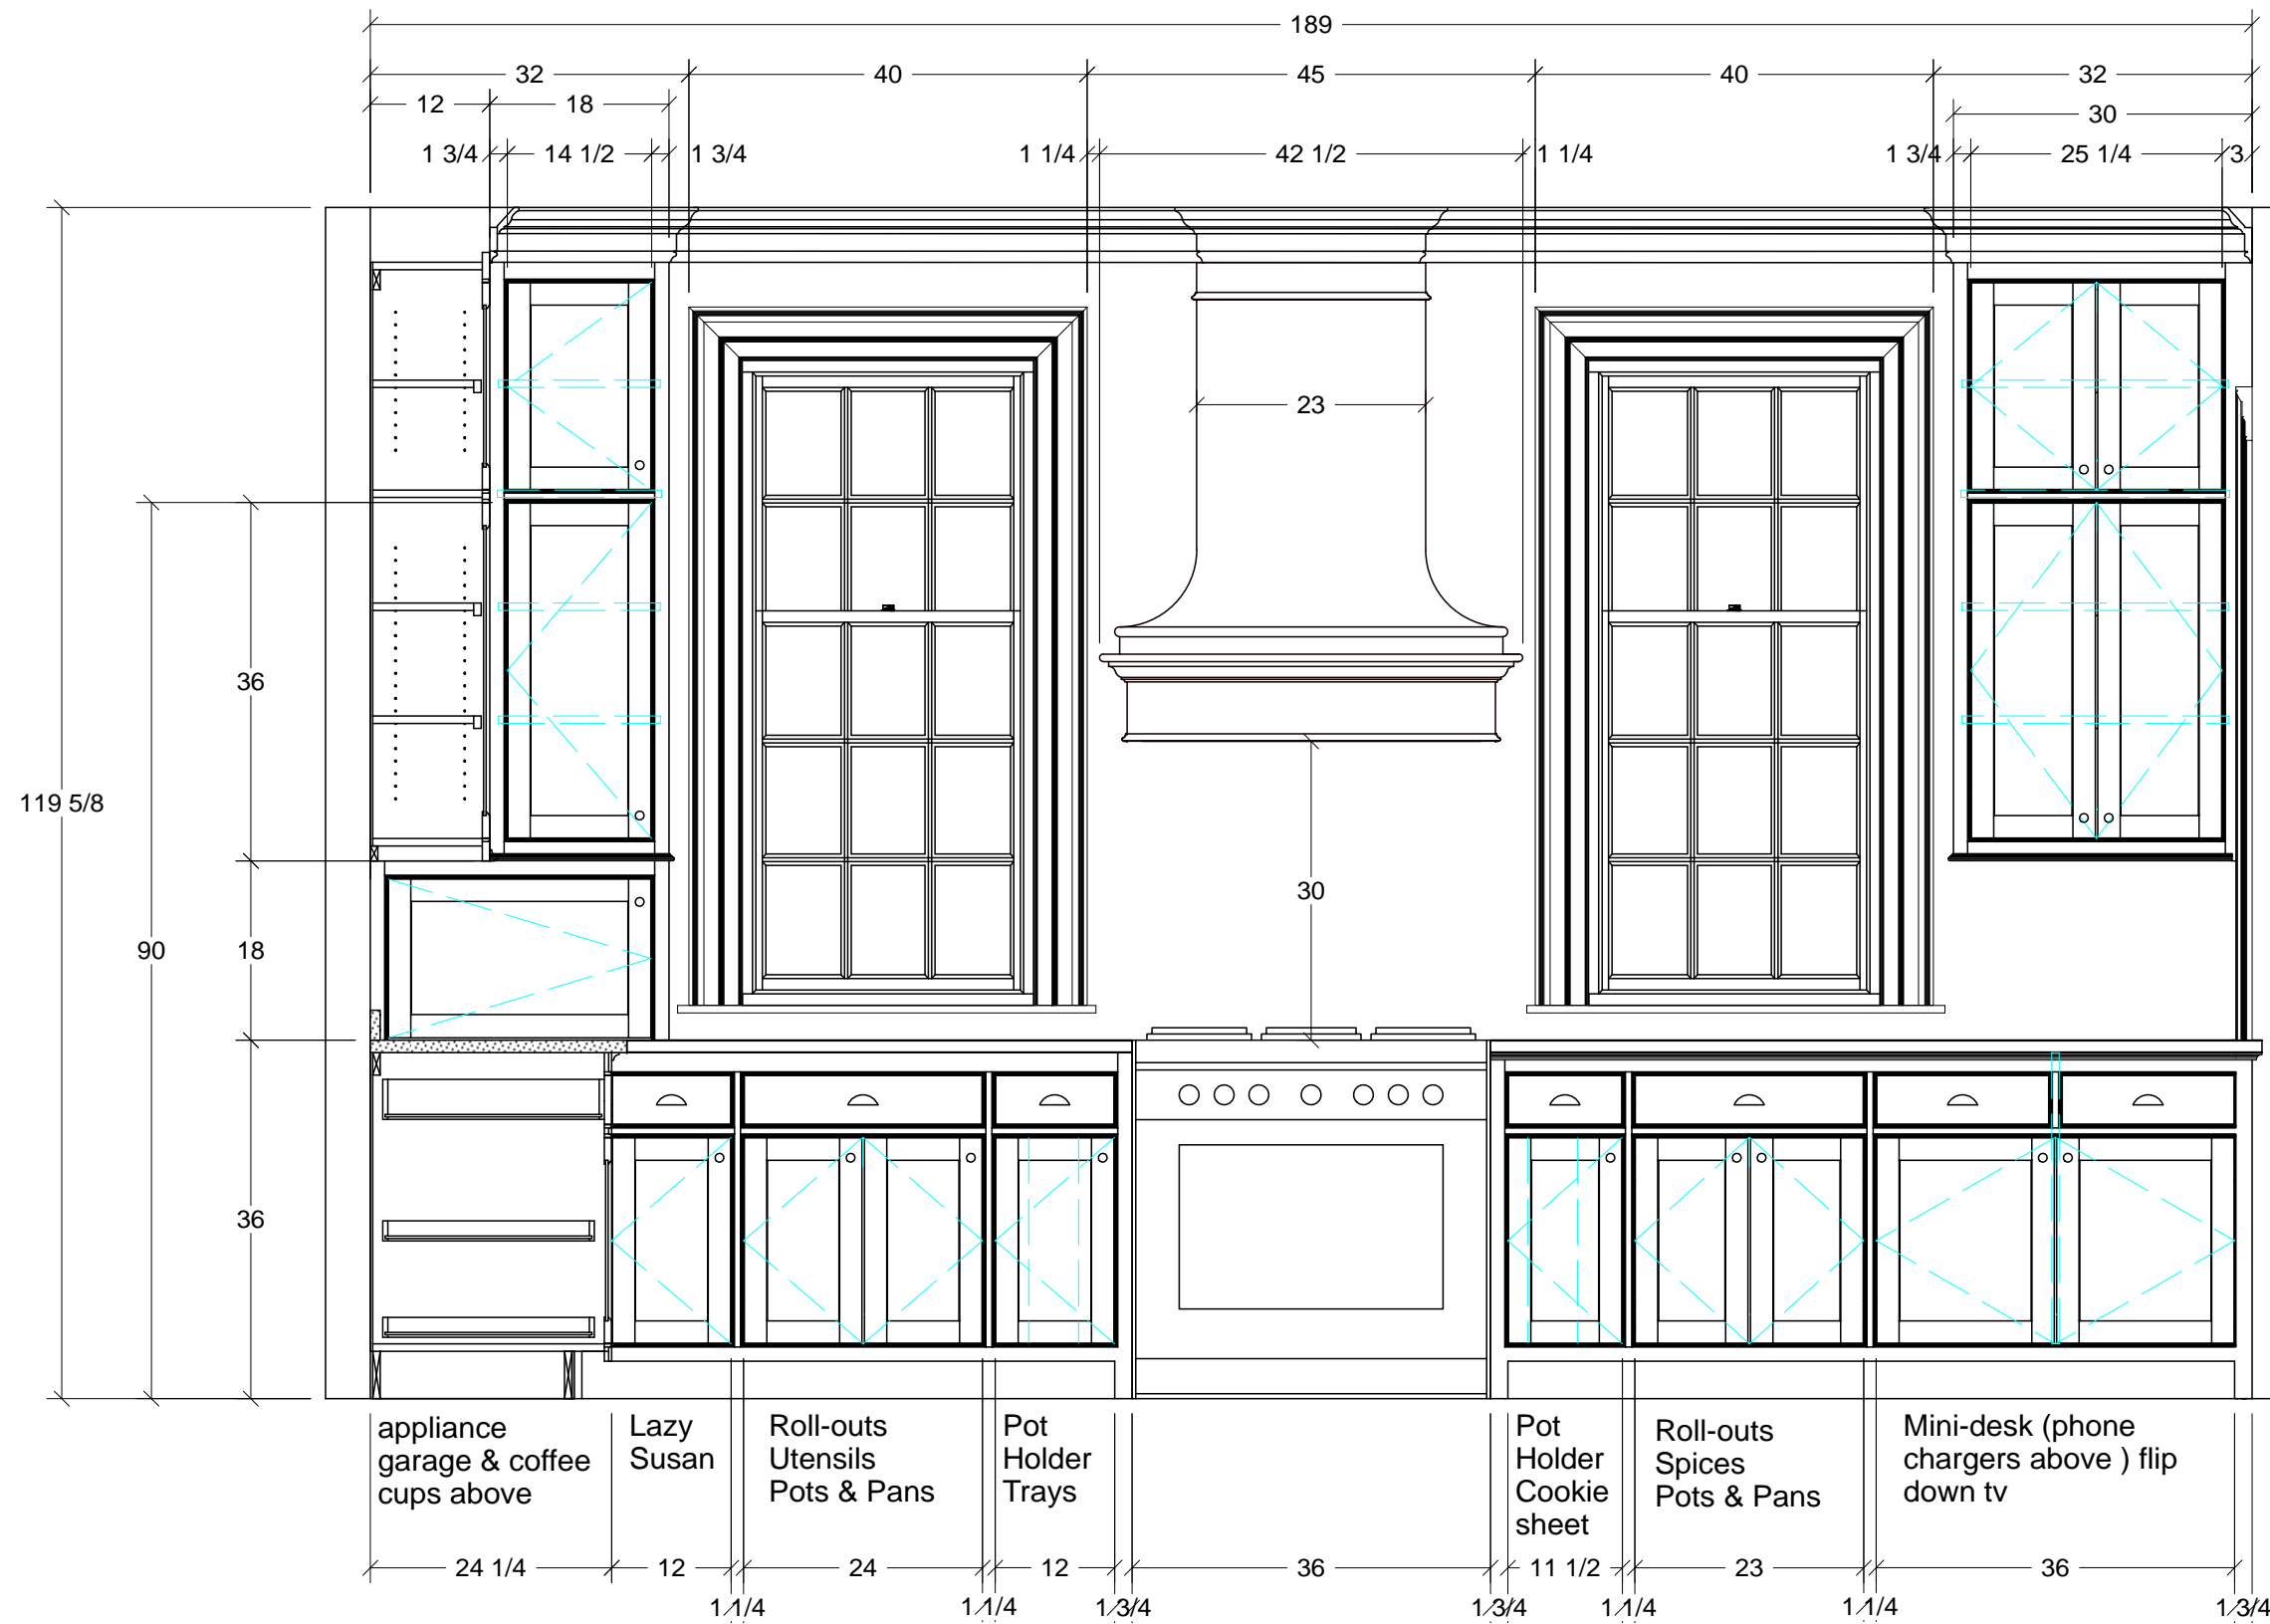 189
32 40 45 40 32
12 18 30
1 3/4 14 1/2 1 3/4 1 1/4 42 1/2 1 1/4 1 3/4 25 1/4 3
23
36
119 5/8
30
90 18
36
appliance
garage & coffee
cups above
Lazy
Susan
Roll-outs
Utensils
Pots & Pans
Pot
Holder
Trays
Pot
Holder
Cookie
sheet
Roll-outs
Spices
Pots & Pans
Mini-desk (phone
chargers above ) flip
down tv
24 1/4 12 24 12 36 11 1/2 23 36
1 1/4 1 1/4 1 3/4 1 3/4 1 1/4 1 1/4 1 3/4